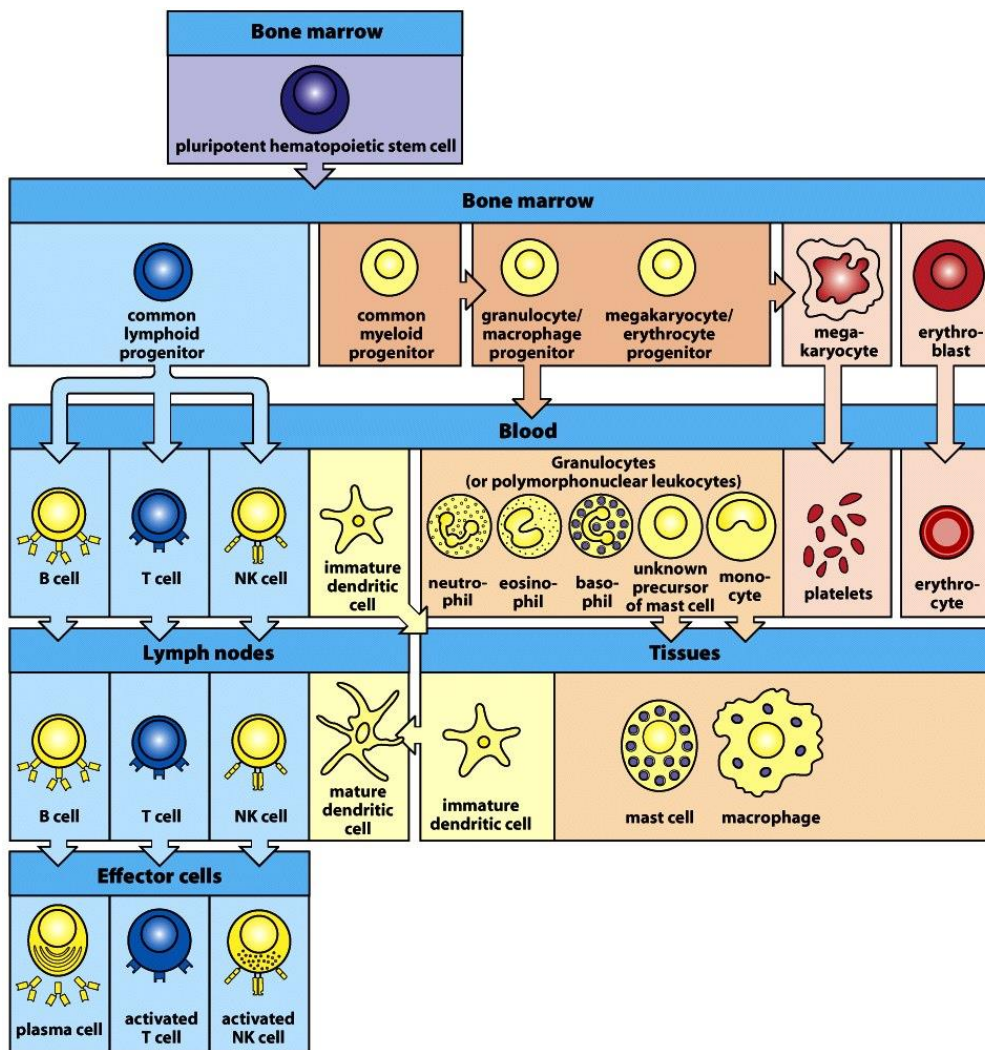 Bone marrow
pluripotent hematopoietic stem cell
Bone marrow
common
lymphoid
progenitor
common
myeloid
progenitor
granulocyte/
macrophage
progenitor
megakaryocyte/
erythrocyte
progenitor
mega-
karyocyte
erythro-
blast
Blood
Granulocytes
(or polymorphonuclear leukocytes)
B cell
T cell
NK cell
immature
dendritic
cell
neutro-
phil
eosino-
phil
baso-
phil
unknown
precursor
of mast cell
mono-
cyte
platelets
erythro-
cyte
Lymph nodes
Tissues
B cell
T cell
NK cell
mature
dendritic
cell
immature
dendritic cell
mast cell
macrophage
Effector cells
plasma cell
activated
T cell
activated
NK cell